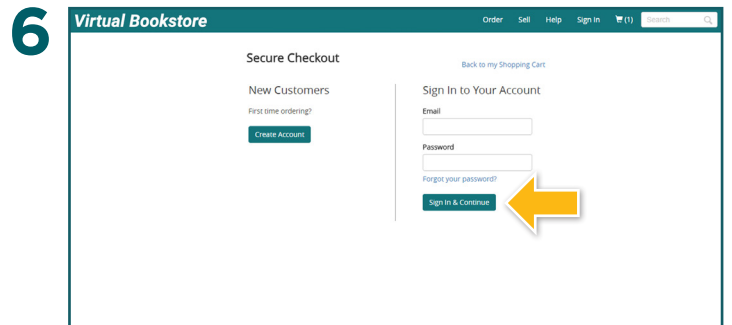 6
Virtual Bookstore
Order Sell Help Sign In (1) Search
Secure Checkout
Back to my Shopping Cart
New Customers
First time ordering?
Create Account
Sign In to Your Account
Email
Password
Forgot your password?
Sign In & Continue